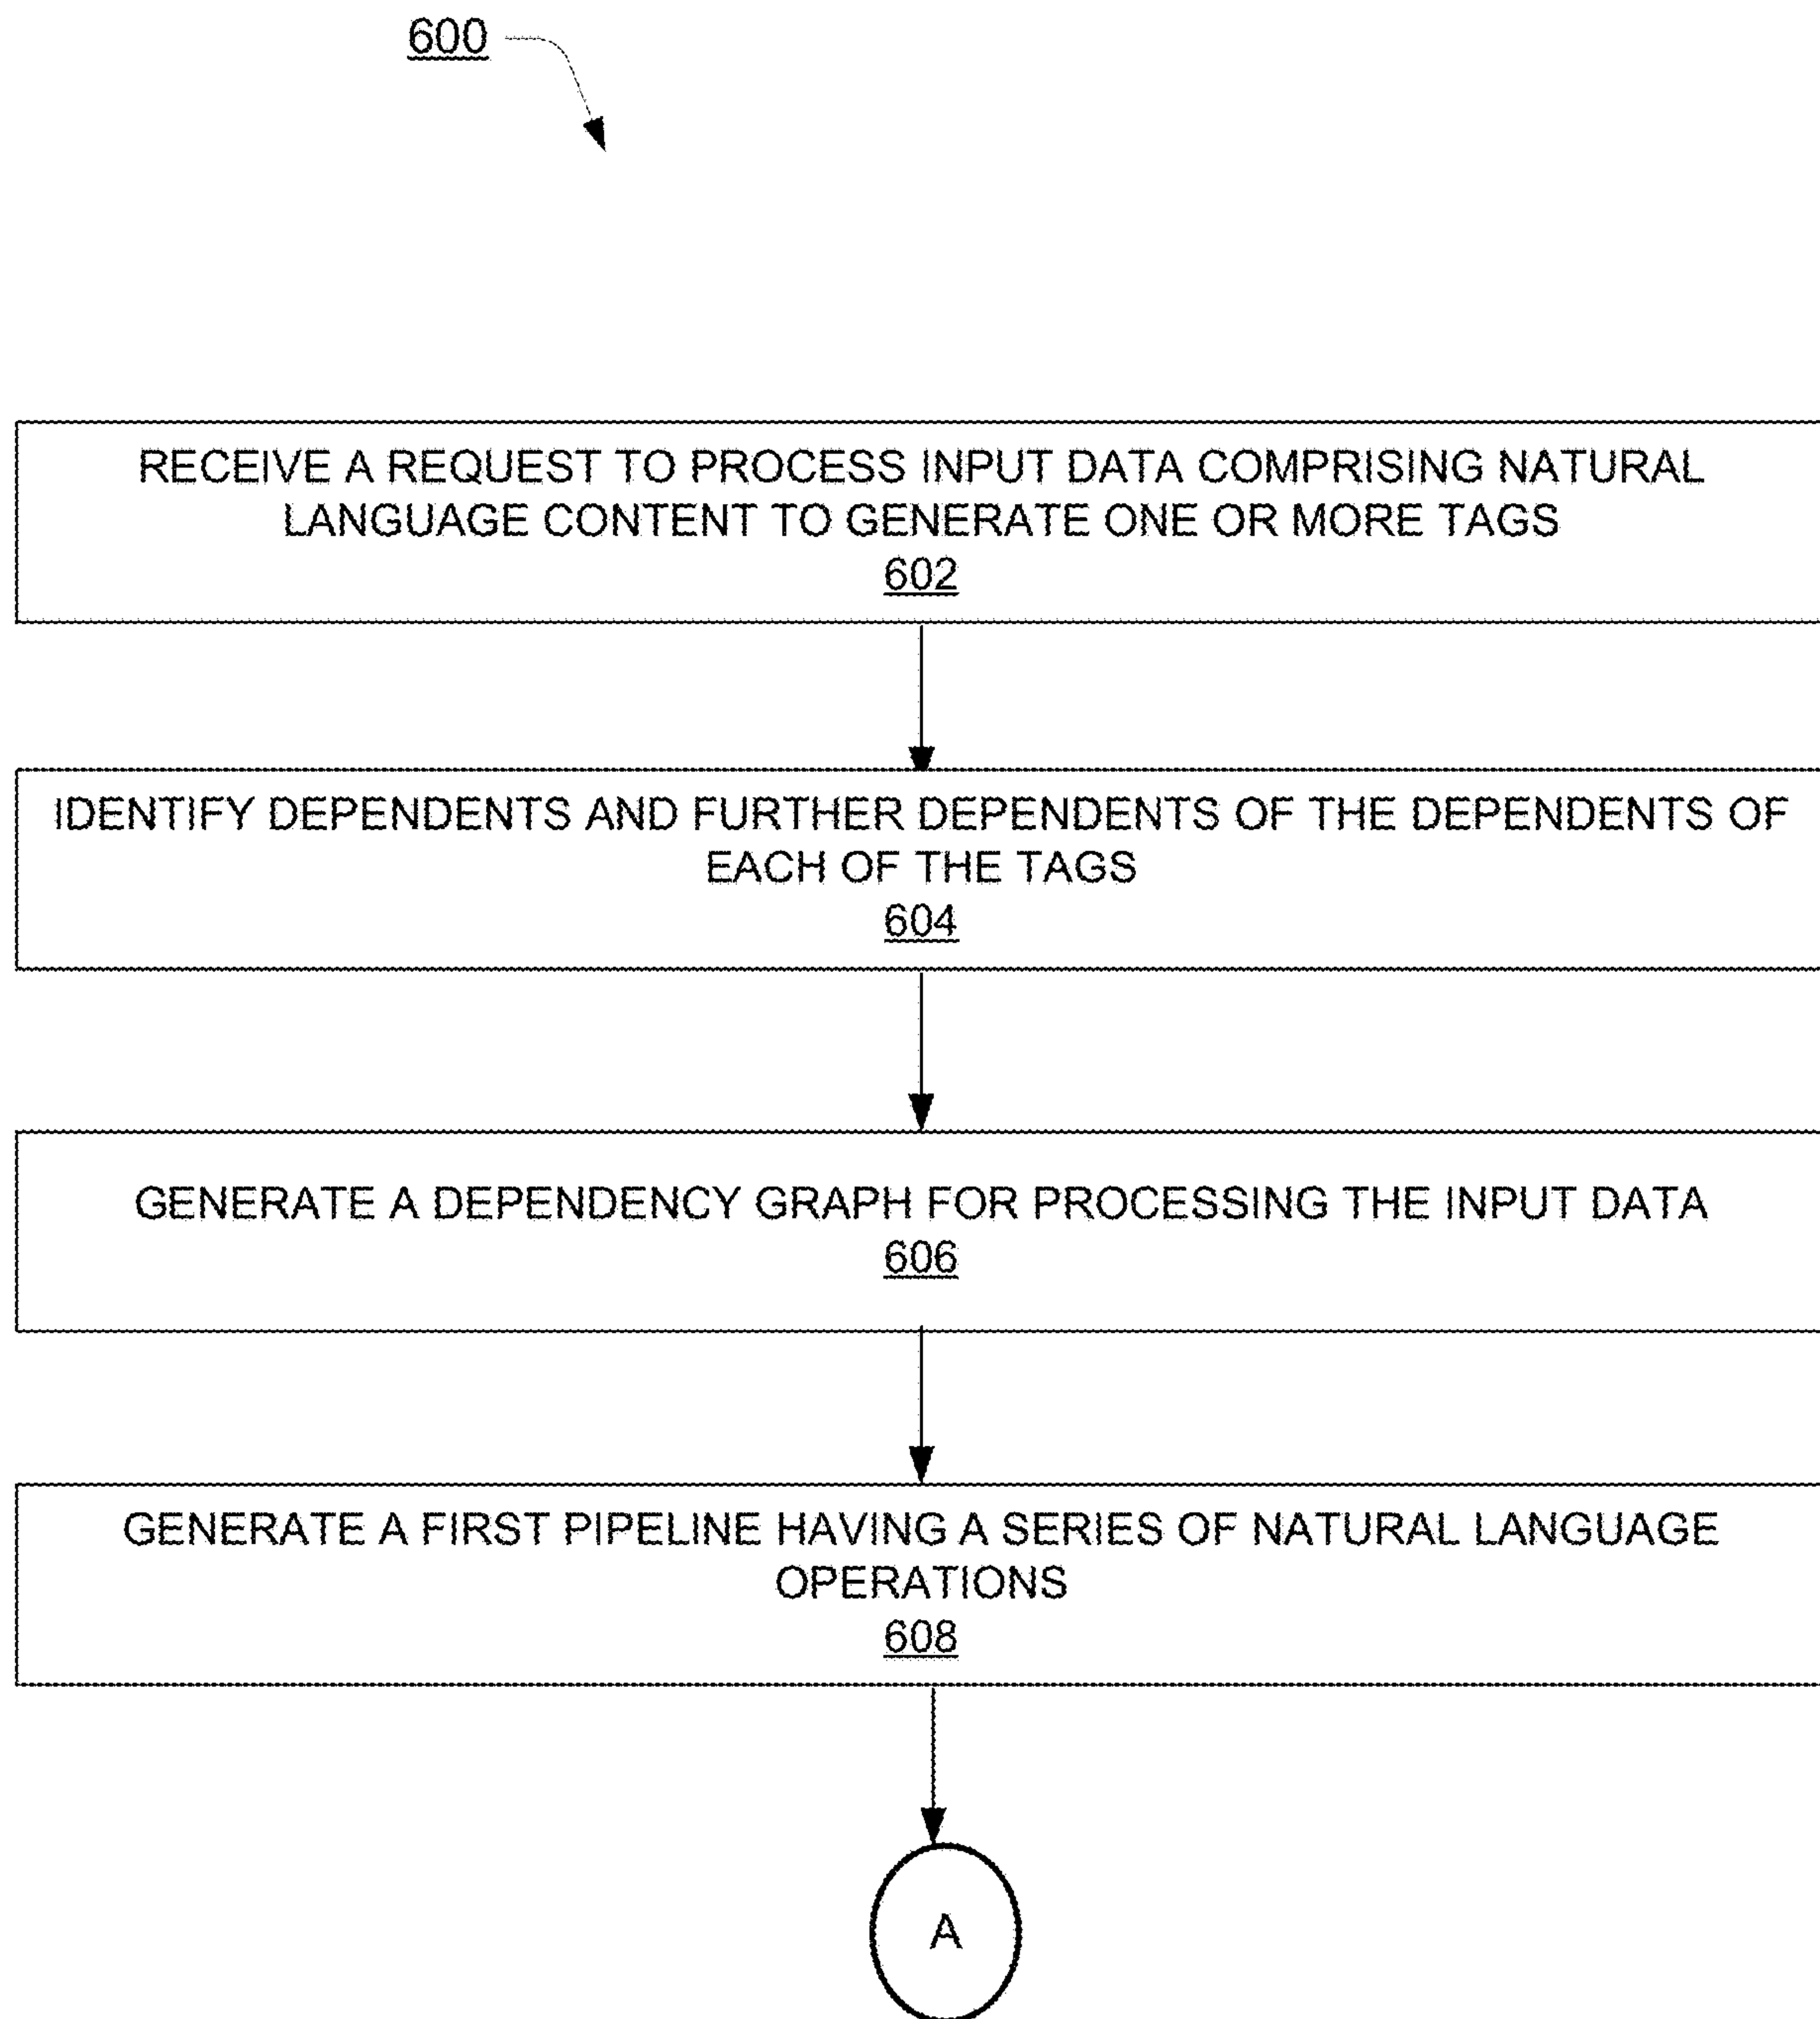 600
RECEIVE A REQUEST TO PROCESS INPUT DATA COMPRISING NATURAL
LANGUAGE CONTENT TO GENERATE ONE OR MORE TAGS
602
IDENTIFY DEPENDENTS AND FURTHER DEPENDENTS OF THE DEPENDENTS OF
EACH OF THE TAGS
604
GENERATE A DEPENDENCY GRAPH FOR PROCESSING THE INPUT DATA
606
GENERATE A FIRST PIPELINE HAVING A SERIES OF NATURAL LANGUAGE
OPERATIONS
608
A